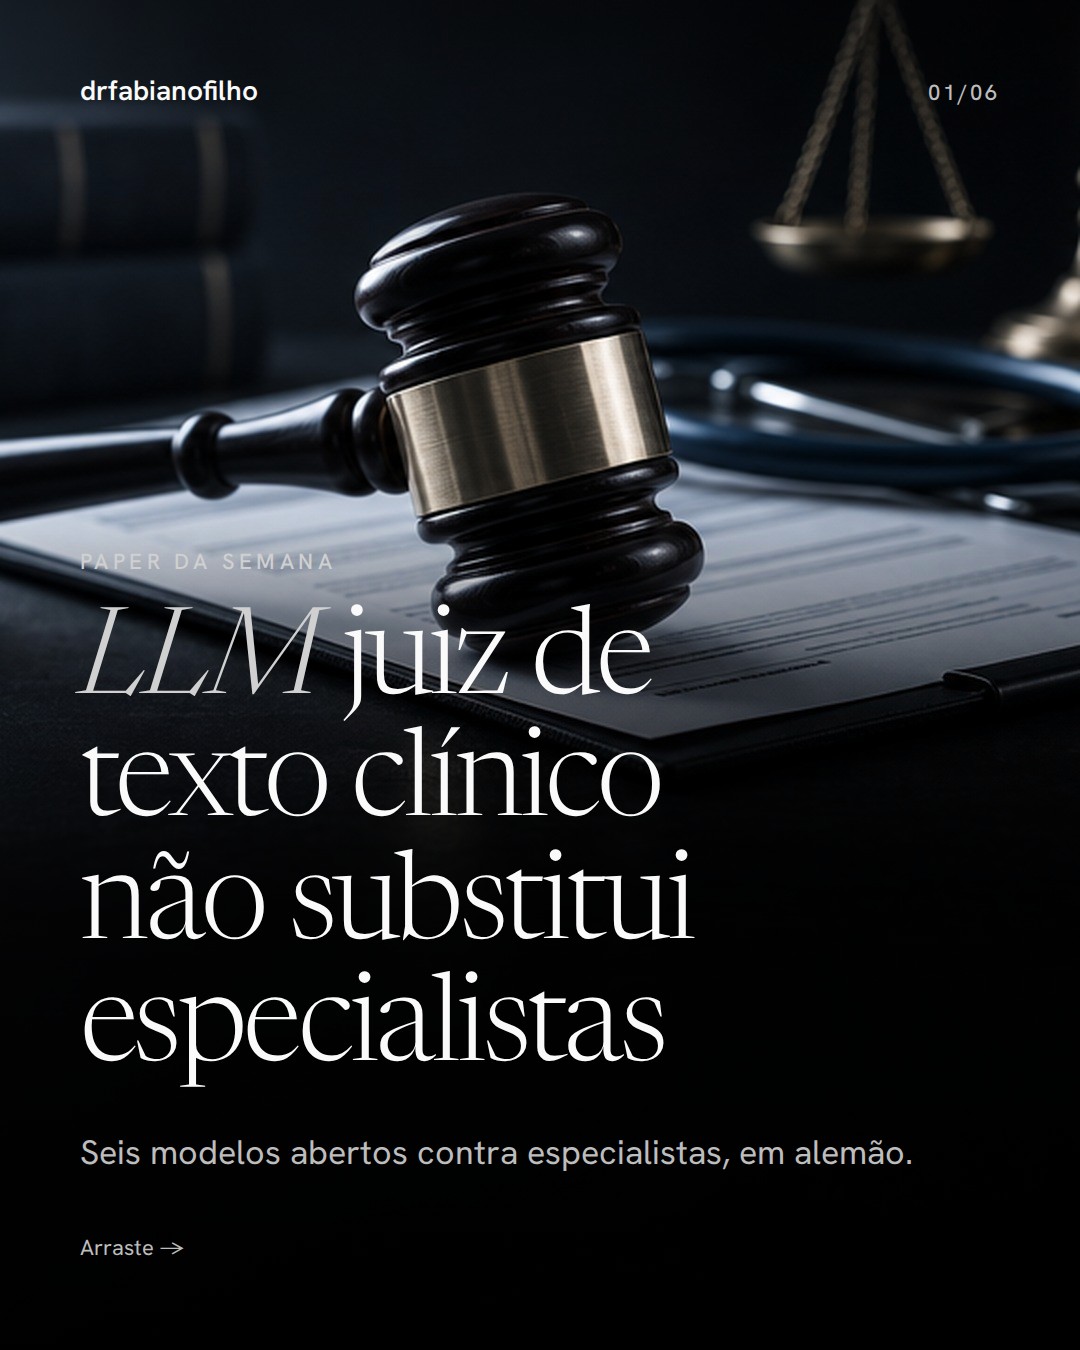 drfabianofilho
01/06
PAPER DA SEMANA
LLM juiz de
texto clínico
não substitui
especialistas
Seis modelos abertos contra especialistas, em alemão.
Arraste →